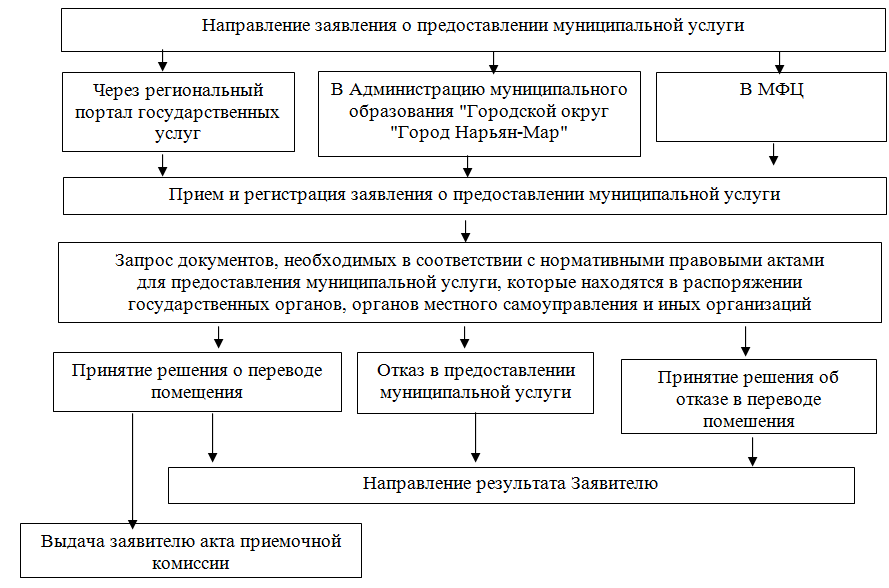 Направление заявления о предоставлении муниципальной услуги
Через региональный
портал государственных
услуг
В Администрацию муниципального
образования "Городской округ
"Город Нарьян-Мар"
В МФЦ
Прием и регистрация заявления о предоставлении муниципальной услуги
Запрос документов, необходимых в соответствии с нормативными правовыми актами
для предоставления муниципальной услуги, которые находятся в распоряжении
государственных органов, органов местного самоуправления и иных организаций
Принятие решения о переводе
помещения
Отказ в предоставлении
муниципальной услуги
Принятие решения об
отказе в переводе
помешения
Направление результата Заявителю
Выдача заявителю акта приемочной
комиссии